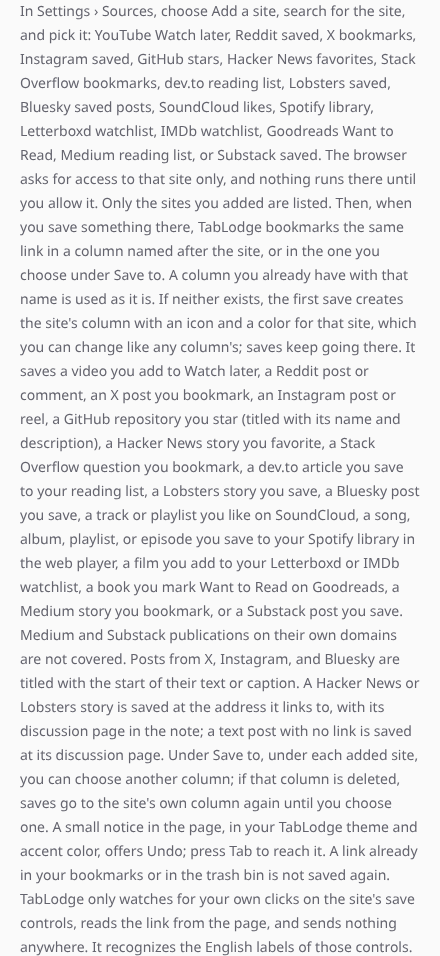 In Settings › Sources, choose Add a site, search for the site,
and pick it: YouTube Watch later, Reddit saved, X bookmarks,
Instagram saved, GitHub stars, Hacker News favorites, Stack
Overflow bookmarks, dev.to reading list, Lobsters saved,
Bluesky saved posts, SoundCloud likes, Spotify library,
Letterboxd watchlist, IMDb watchlist, Goodreads Want to
Read, Medium reading list, or Substack saved. The browser
asks for access to that site only, and nothing runs there until
you allow it. Only the sites you added are listed. Then, when
you save something there, TabLodge bookmarks the same
link in a column named after the site, or in the one you
choose under Save to. A column you already have with that
name is used as it is. If neither exists, the first save creates
the site's column with an icon and a color for that site, which
you can change like any column's; saves keep going there. It
saves a video you add to Watch later, a Reddit post or
comment, an X post you bookmark, an Instagram post or
reel, a GitHub repository you star (titled with its name and
description), a Hacker News story you favorite, a Stack
Overflow question you bookmark, a dev.to article you save
to your reading list, a Lobsters story you save, a Bluesky post
you save, a track or playlist you like on SoundCloud, a song,
album, playlist, or episode you save to your Spotify library in
the web player, a film you add to your Letterboxd or IMDb
watchlist, a book you mark Want to Read on Goodreads, a
Medium story you bookmark, or a Substack post you save.
Medium and Substack publications on their own domains
are not covered. Posts from X, Instagram, and Bluesky are
titled with the start of their text or caption. A Hacker News or
Lobsters story is saved at the address it links to, with its
discussion page in the note; a text post with no link is saved
at its discussion page. Under Save to, under each added site,
you can choose another column; if that column is deleted,
saves go to the site's own column again until you choose
one. A small notice in the page, in your TabLodge theme and
accent color, offers Undo; press Tab to reach it. A link already
in your bookmarks or in the trash bin is not saved again.
TabLodge only watches for your own clicks on the site's save
controls, reads the link from the page, and sends nothing
anywhere. It recognizes the English labels of those controls.